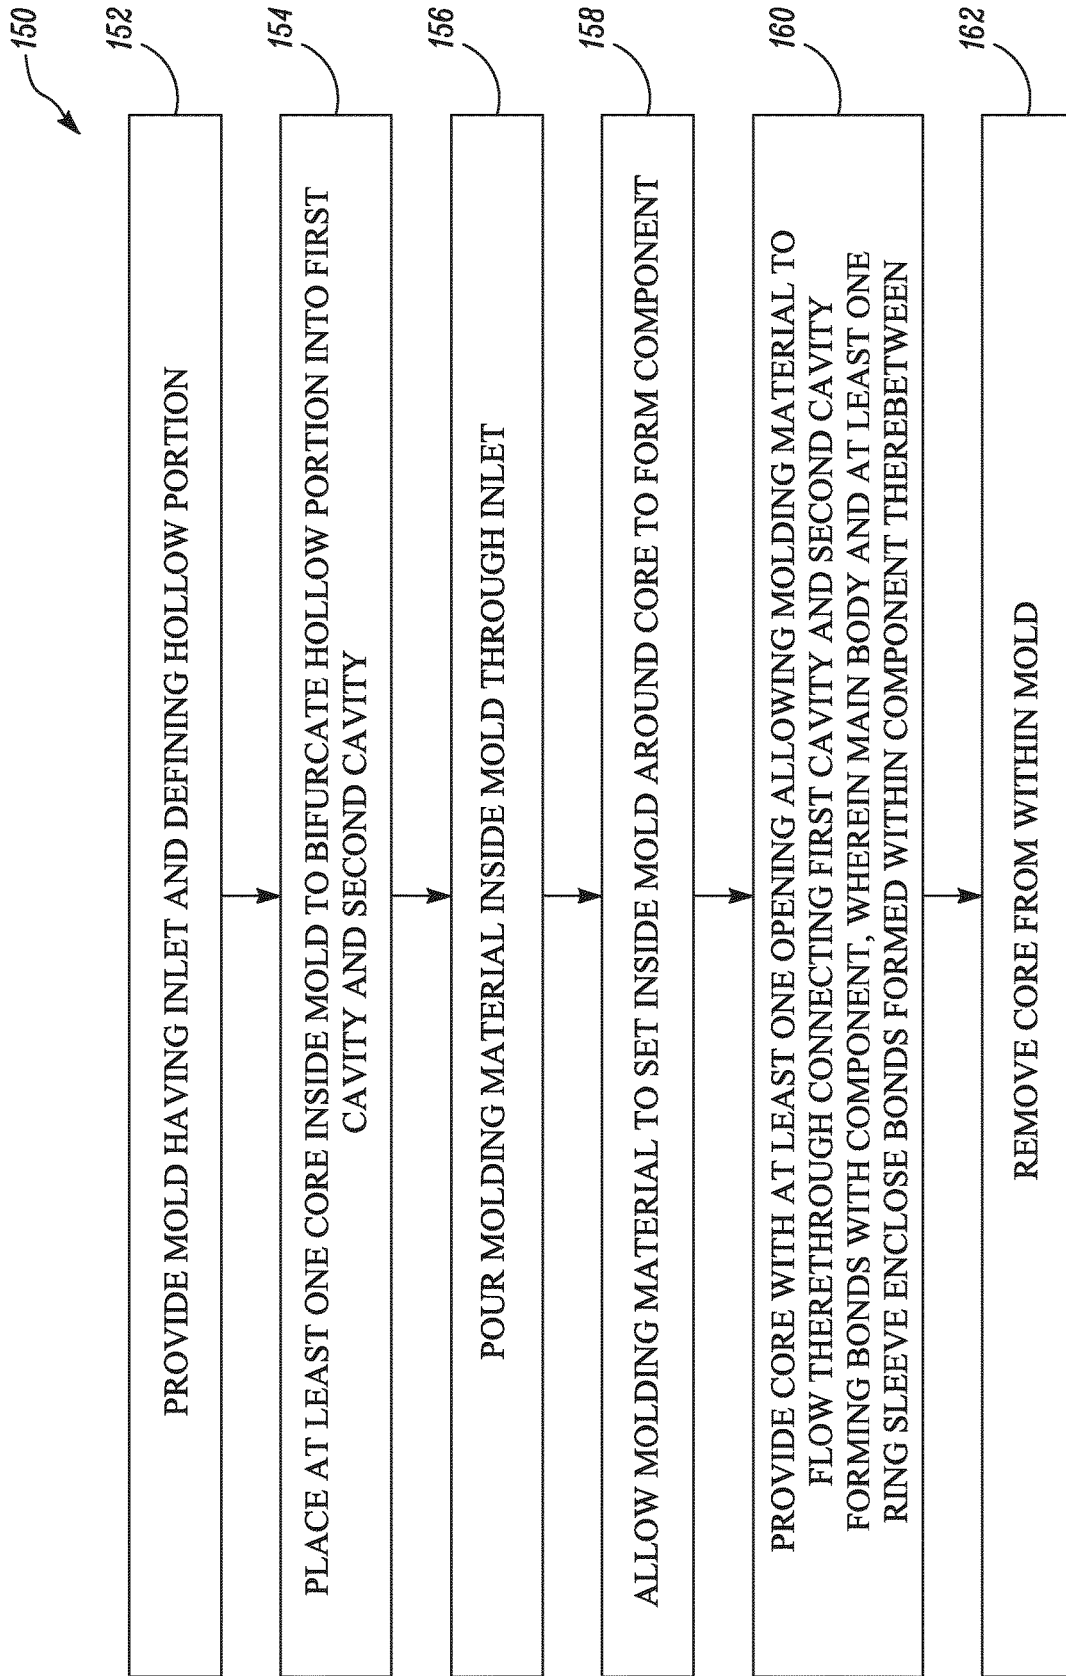 150
152
PROVIDE MOLD HAVING INLET AND DEFINING HOLLOW PORTION
154
PLACE AT LEAST ONE CORE INSIDE MOLD TO BIFURCATE HOLLOW PORTION INTO FIRST
CAVITY AND SECOND CAVITY
156
POUR MOLDING MATERIAL INSIDE MOLD THROUGH INLET
158
ALLOW MOLDING MATERIAL TO SET INSIDE MOLD AROUND CORE TO FORM COMPONENT
160
PROVIDE CORE WITH AT LEAST ONE OPENING ALLOWING MOLDING MATERIAL TO
FLOW THERETHROUGH CONNECTING FIRST CAVITY AND SECOND CAVITY
FORMING BONDS WITH COMPONENT, WHEREIN MAIN BODY AND AT LEAST ONE
RING SLEEVE ENCLOSE BONDS FORMED WITHIN COMPONENT THEREBETWEEN
162
REMOVE CORE FROM WITHIN MOLD